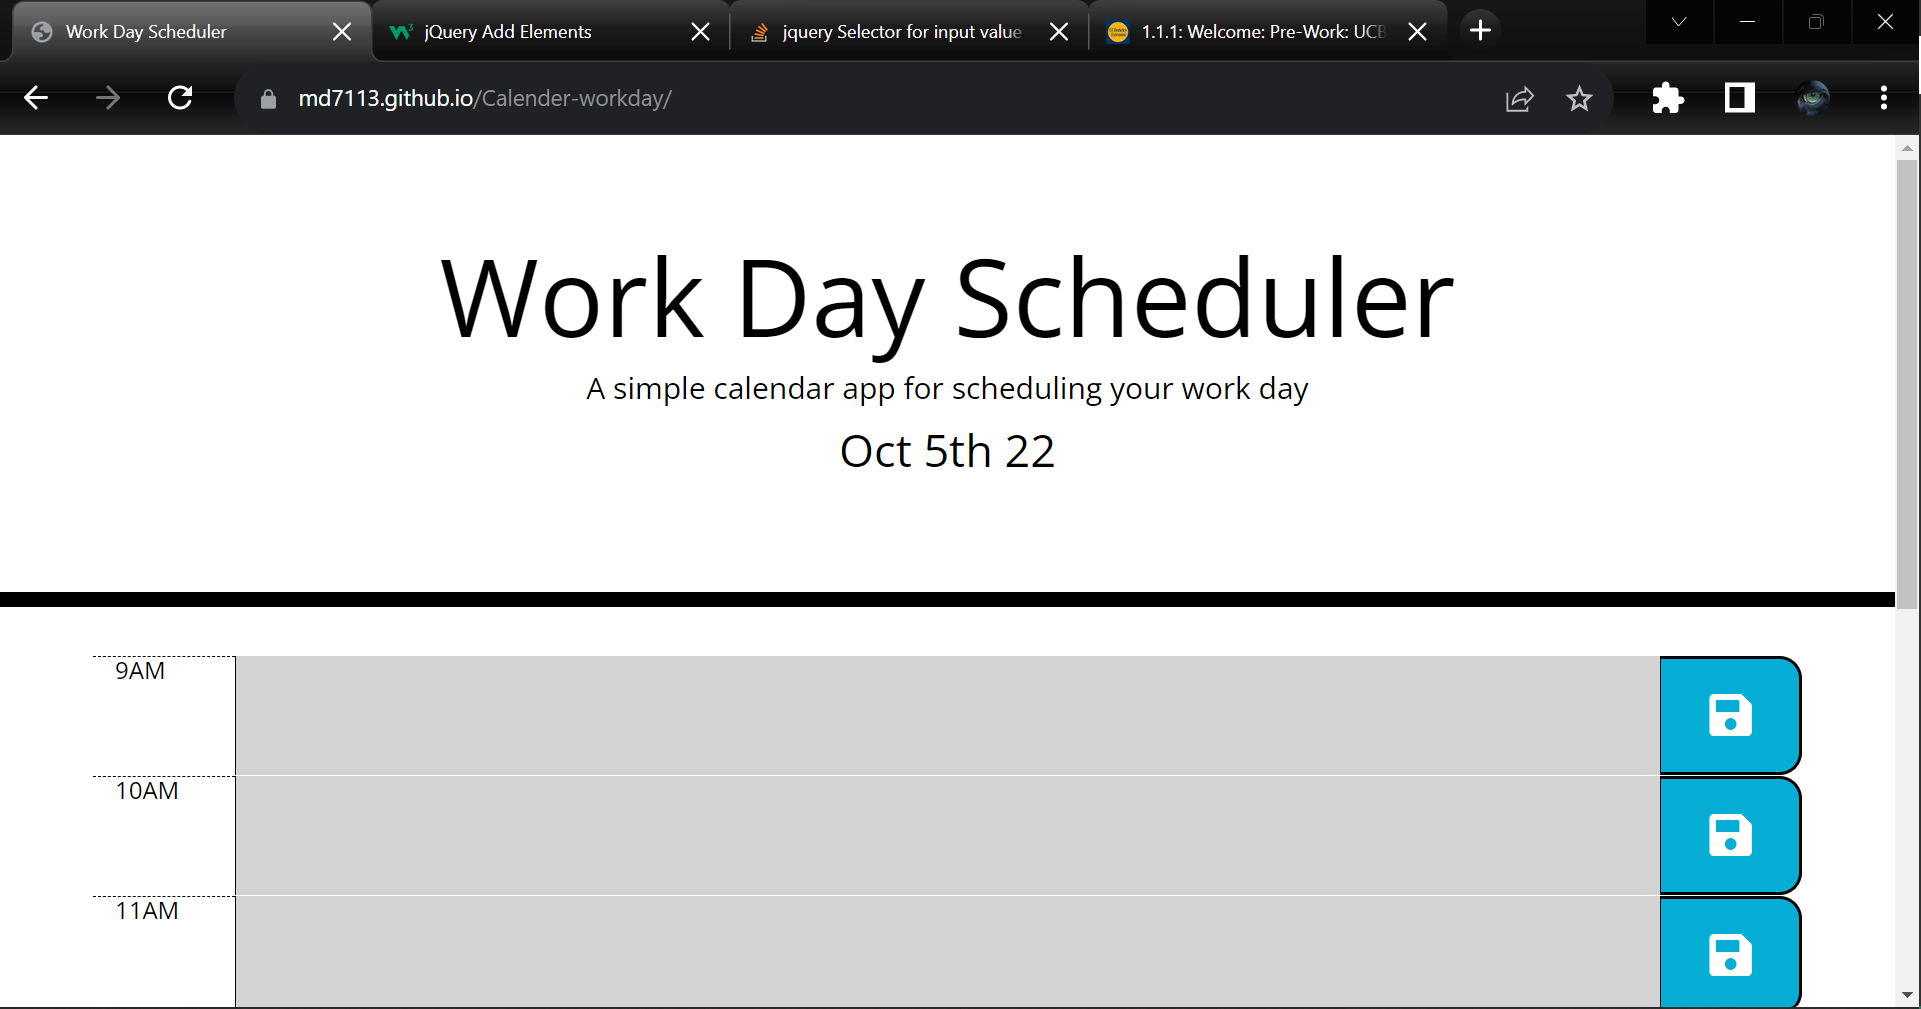 Work Day Scheduler
jQuery Add Elements
jquery Selector for input value
1.1.1: Welcome: Pre-Work: UCB
md7113.github.io/Calender-workday/
Work Day Scheduler
A simple calendar app for scheduling your work day
Oct 5th 22
9AM
10AM
11AM